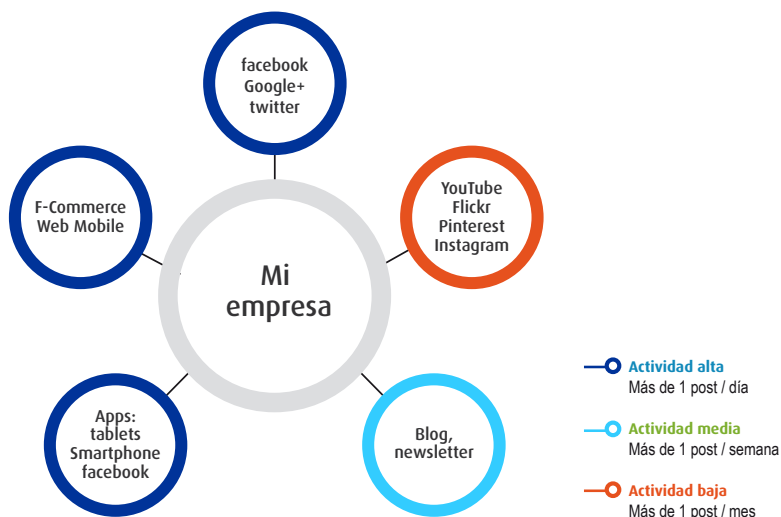 facebook
Google+
twitter
F-Commerce
Web Mobile
YouTube
Flickr
Pinterest
Instagram
Mi
empresa
Apps:
tablets
Smartphone
facebook
Blog,
newsletter
Actividad alta
Más de 1 post / día
Actividad media
Más de 1 post / semana
Actividad baja
Más de 1 post / mes